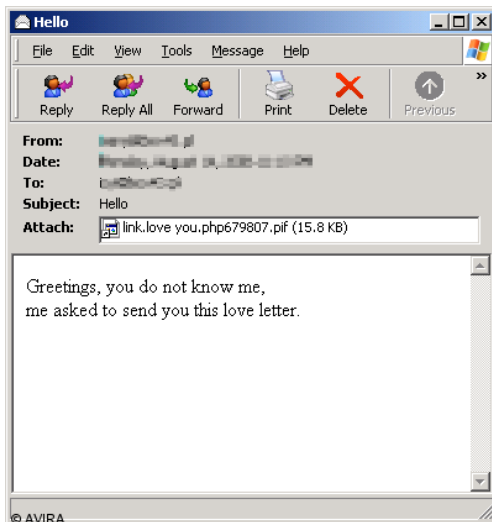 Hello
File Edit View Tools Message Help
Reply Reply All Forward Print Delete Previous »
From:
Date:
To:
Subject: Hello
Attach: link.love you.php679807.pif (15.8 KB)
Greetings, you do not know me,
me asked to send you this love letter.
© AVIRA